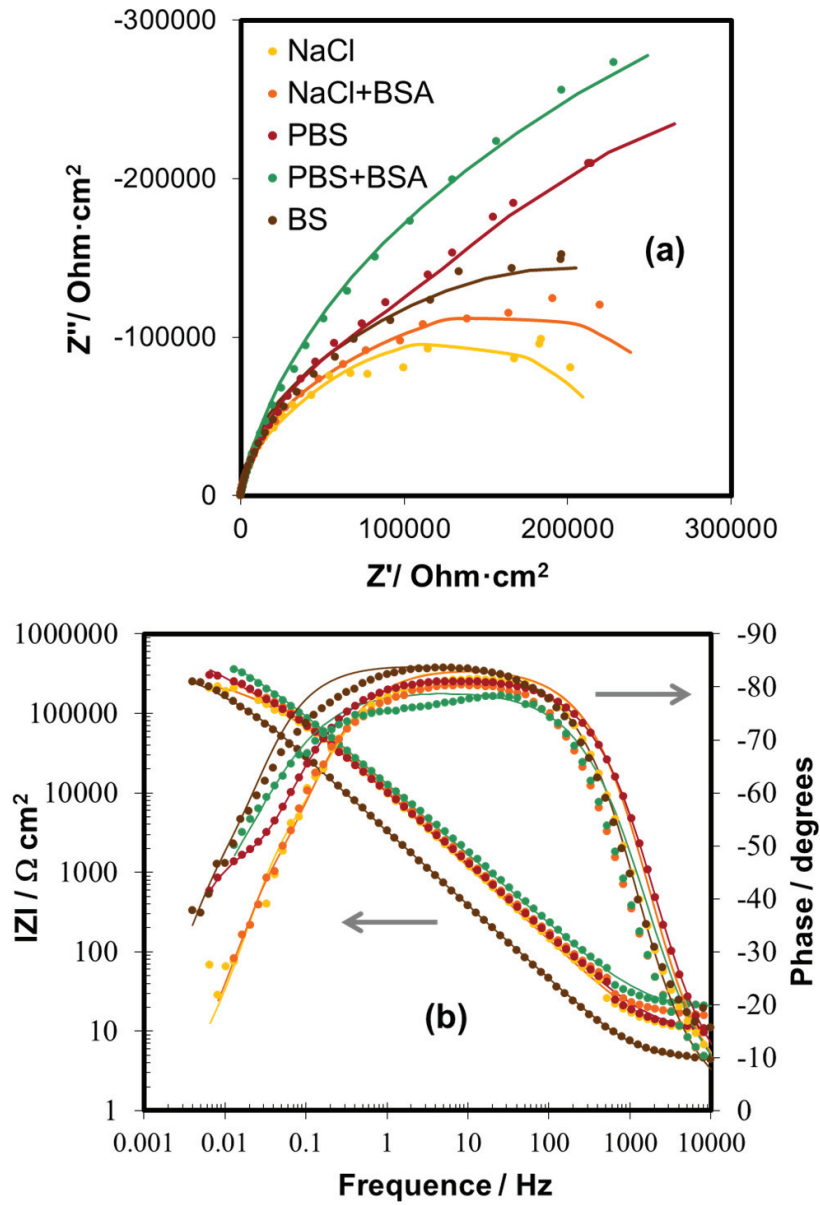 -300000
NaCl
NaCl+BSA
PBS
PBS+BSA
BS
-200000
-100000
0
Z''/ Ohm·cm²
(a)
0
100000
200000
300000
Z'/ Ohm·cm²
1000000
100000
10000
1000
100
10
1
IZI / Ω cm²
-90
-80
-70
-60
-50
-40
-30
-20
-10
0
Phase / degrees
(b)
0.001
0.01
0.1
1
10
100
1000
10000
Frequence / Hz